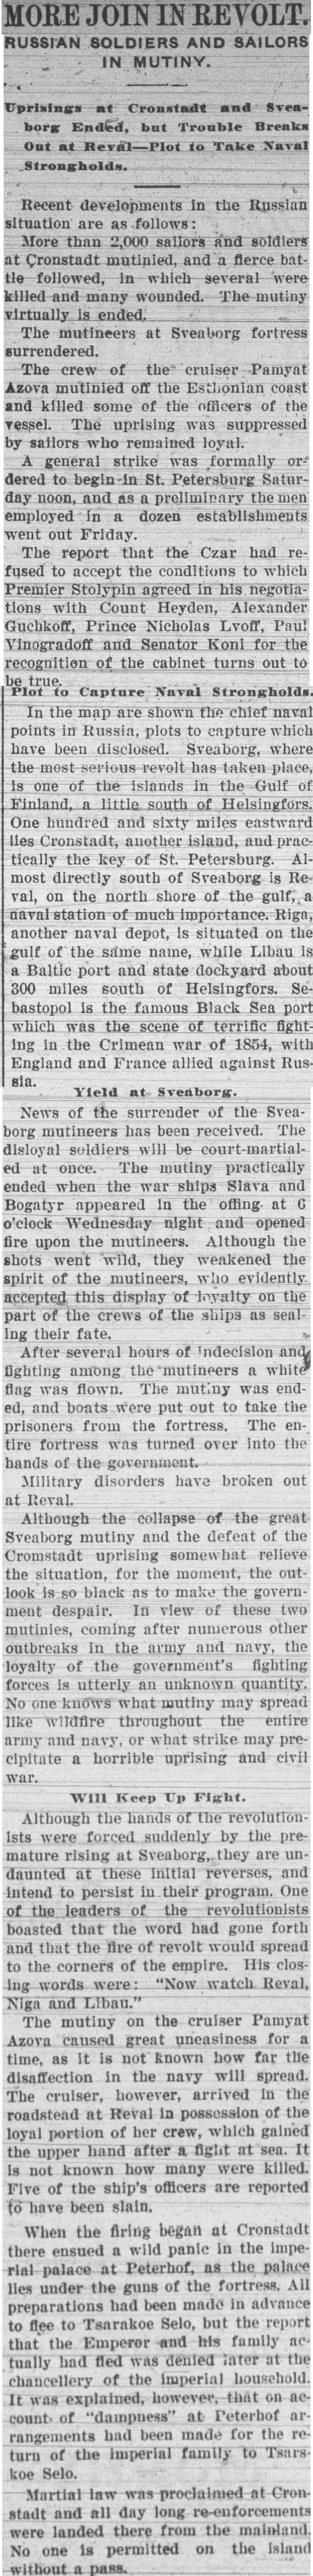 MORE JOIN IN REVOLT.
RUSSIAN SOLDIERS AND SAILORS
IN MUTINY.
Uprisings at Cronstadt and Svea-
borg Ended, but Trouble Breaks
Out at Reval—Plot to Take Naval
Strongholds.
Recent developments in the Russian
situation are as follows:
More than 2,000 sailors and soldiers
at Cronstadt mutinied, and a fierce bat-
tle followed, in which several were
killed and many wounded. The mutiny
virtually is ended.
The mutineers at Sveaborg fortress
surrendered.
The crew of the cruiser Pamyat
Azova mutinied off the Esthonian coast
and killed some of the officers of the
vessel. The uprising was suppressed
by sailors who remained loyal.
A general strike was formally or-
dered to begin in St. Petersburg Satur-
day noon, and as a preliminary the men
employed in a dozen establishments
went out Friday.
The report that the Czar had re-
fused to accept the conditions to which
Premier Stolypin agreed in his negotia-
tions with Count Heyden, Alexander
Guchkoff, Prince Nicholas Lvoff, Paul
Vinogradoff and Senator Koni for the
recognition of the cabinet turns out to
be true.
Plot to Capture Naval Strongholds.
In the map are shown the chief naval
points in Russia, plots to capture which
have been disclosed. Sveaborg, where
the most serious revolt has taken place,
is one of the islands in the Gulf of
Finland, a little south of Helsingfors.
One hundred and sixty miles eastward
lies Cronstadt, another island, and prac-
tically the key of St. Petersburg. Al-
most directly south of Sveaborg is Re-
val, on the north shore of the gulf, a
naval station of much importance. Riga,
another naval depot, is situated on the
gulf of the same name, while Libau is
a Baltic port and state dockyard about
300 miles south of Helsingfors. Se-
bastopol is the famous Black Sea port
which was the scene of terrific fight-
ing in the Crimean war of 1854, with
England and France allied against Rus-
sia.
Yield at Sveaborg.
News of the surrender of the Svea-
borg mutineers has been received. The
disloyal soldiers will be court-martial-
ed at once. The mutiny practically
ended when the war ships Slava and
Bogatyr appeared in the offing at 6
o'clock Wednesday night and opened
fire upon the mutineers. Although the
shots went wild, they weakened the
spirit of the mutineers, who evidently
accepted this display of loyalty on the
part of the crews of the ships as seal-
ing their fate.
After several hours of indecision and
fighting among the mutineers a white
flag was flown. The mutiny was end-
ed, and boats were put out to take the
prisoners from the fortress. The en-
tire fortress was turned over into the
hands of the government.
Military disorders have broken out
at Reval.
Although the collapse of the great
Sveaborg mutiny and the defeat of the
Cromstadt uprising somewhat relieve
the situation, for the moment, the out-
look is so black as to make the govern-
ment despair. In view of these two
mutinies, coming after numerous other
outbreaks in the army and navy, the
loyalty of the government's fighting
forces is utterly an unknown quantity.
No one knows what mutiny may spread
like wildfire throughout the entire
army and navy, or what strike may pre-
cipitate a horrible uprising and civil
war.
Will Keep Up Fight.
Although the hands of the revolution-
ists were forced suddenly by the pre-
mature rising at Sveaborg, they are un-
daunted at these initial reverses, and
intend to persist in their program. One
of the leaders of the revolutionists
boasted that the word had gone forth
and that the fire of revolt would spread
to the corners of the empire. His clos-
ing words were: "Now watch Reval,
Niga and Libau."
The mutiny on the cruiser Pamyat
Azova caused great uneasiness for a
time, as it is not known how far the
disaffection in the navy will spread.
The cruiser, however, arrived in the
roadstead at Reval in possession of the
loyal portion of her crew, which gained
the upper hand after a fight at sea. It
is not known how many were killed.
Five of the ship's officers are reported
to have been slain.
When the firing began at Cronstadt
there ensued a wild panic in the impe-
rial palace at Peterhof, as the palace
lies under the guns of the fortress. All
preparations had been made in advance
to flee to Tsarakoe Selo, but the report
that the Emperor and his family ac-
tually had fled was denied later at the
chancellery of the imperial household.
It was explained, however, that on ac-
count of "dampness" at Peterhof ar-
rangements had been made for the re-
turn of the imperial family to Tsars-
koe Selo.
Martial law was proclaimed at Cron-
stadt and all day long re-enforcements
were landed there from the mainland.
No one is permitted on the island
without a pass.